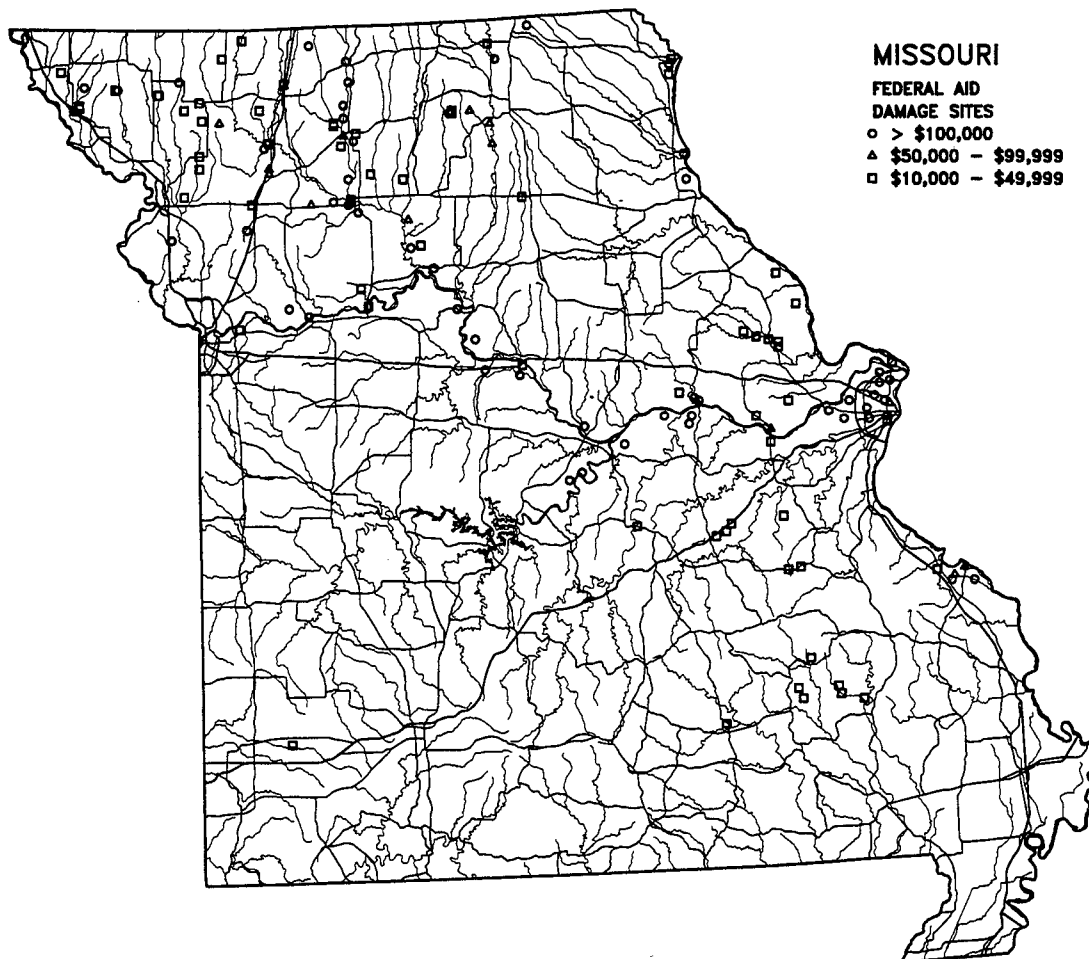 MISSOURI
FEDERAL AID
DAMAGE SITES
○ > $100,000
△ $50,000 – $99,999
□ $10,000 – $49,999